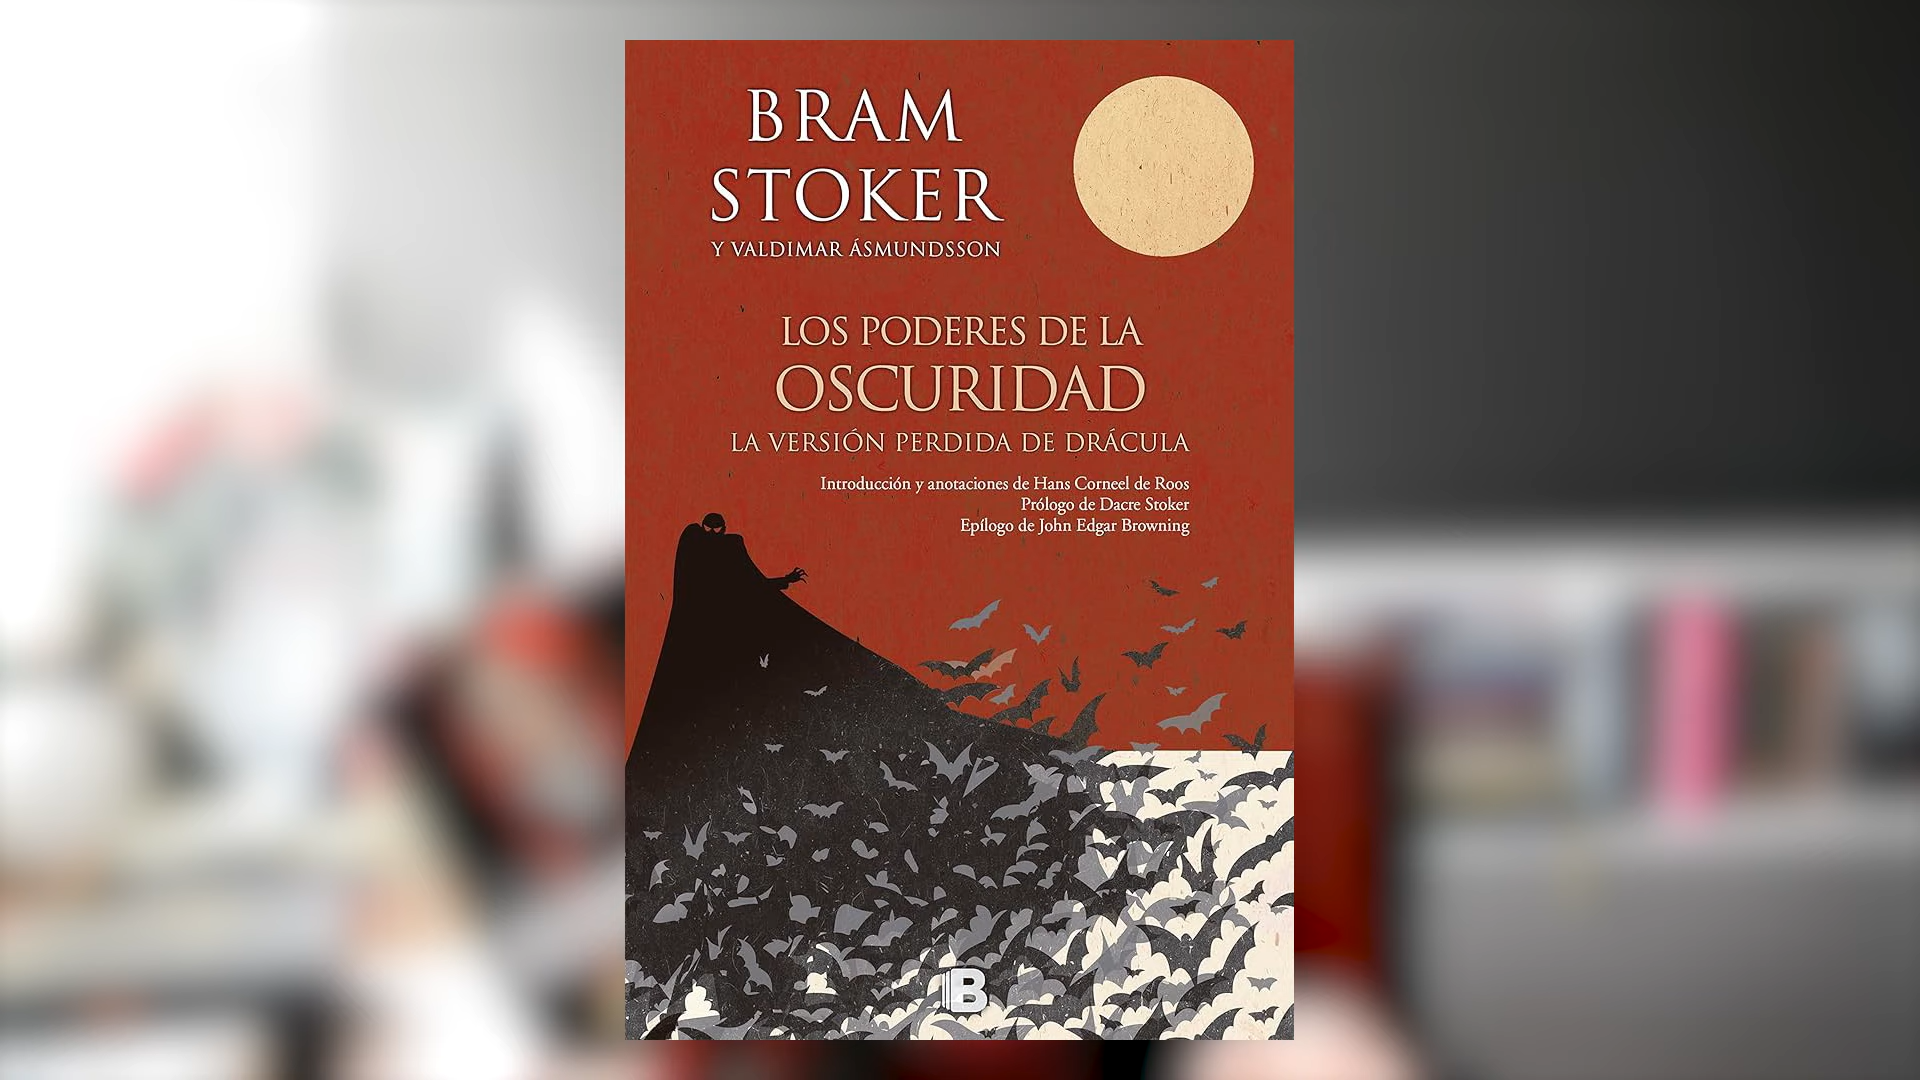 BRAM
STOKER
Y VALDIMAR ÁSMUNDSSON
LOS PODERES DE LA
OSCURIDAD
LA VERSIÓN PERDIDA DE DRÁCULA
Introducción y anotaciones de Hans Corneel de Roos
Prólogo de Dacre Stoker
Epílogo de John Edgar Browning
B